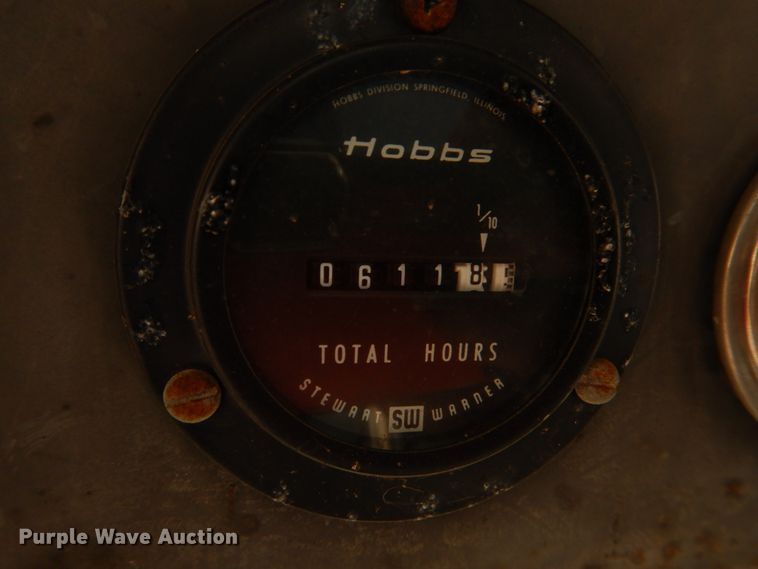 HOBBS DIVISION SPRINGFIELD, ILLINOIS
Hobbs
1/10
0 6 1 1 8
TOTAL HOURS
STEWART SW WARNER
Purple Wave Auction